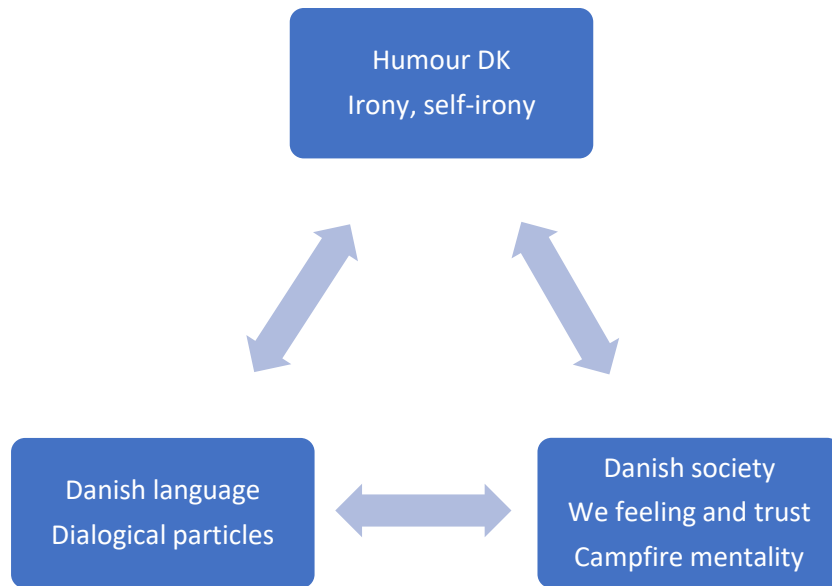 Humour DK
Irony, self-irony
Danish language
Dialogical particles
Danish society
We feeling and trust
Campfire mentality